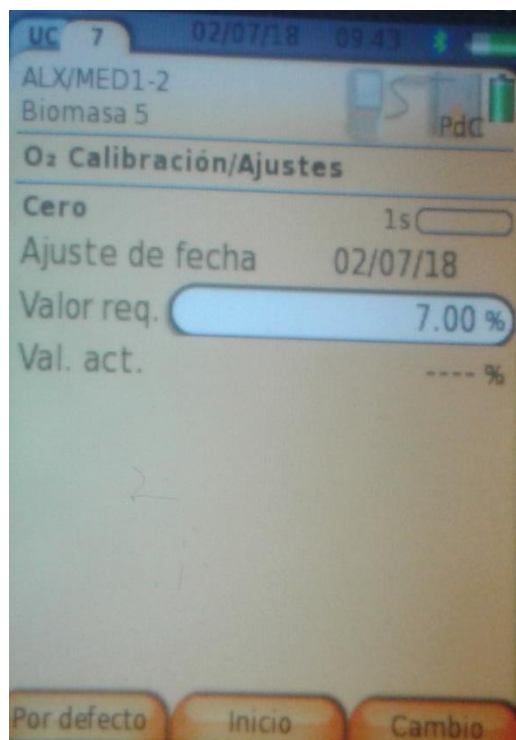 UC 7 02/07/18 09:43
ALX/MED1-2
Biomasa 5
PdC
O₂ Calibración/Ajustes
Cero 1s
Ajuste de fecha 02/07/18
Valor req. 7.00 %
Val. act. ---- %
Por defecto Inicio Cambio